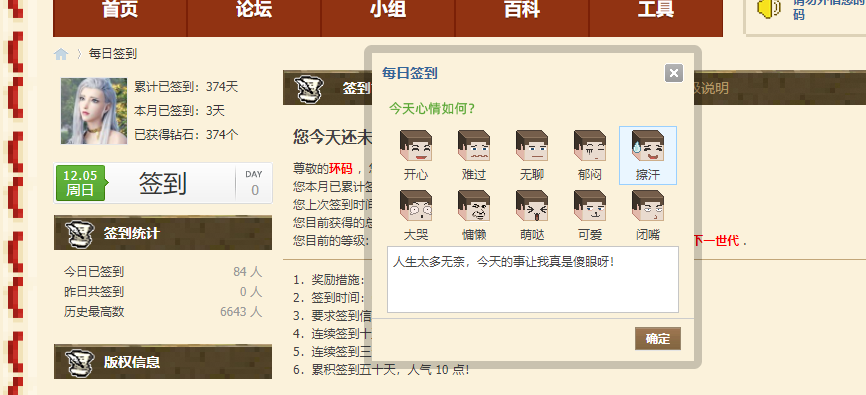 首页
论坛
小组
百科
工具
码
每日签到
累计已签到：374天
本月已签到：3天
已获得钻石：374个
12.05
周日
签到
DAY
0
签到统计
今日已签到 84 人
昨日共签到 0 人
历史最高数 6643 人
版权信息
签到
说明
您今天还未
尊敬的环码，
您本月已累计签
您上次签到时间
您目前获得的总
您目前的等级:
下一世代 .
1. 奖励措施:
2. 签到时间:
3. 要求签到信
4. 连续签到十
5. 连续签到三
6. 累积签到五十天，人气 10 点!
每日签到
今天心情如何?
开心
难过
无聊
郁闷
擦汗
大哭
慵懒
萌哒
可爱
闭嘴
人生太多无奈，今天的事让我真是傻眼呀!
确定